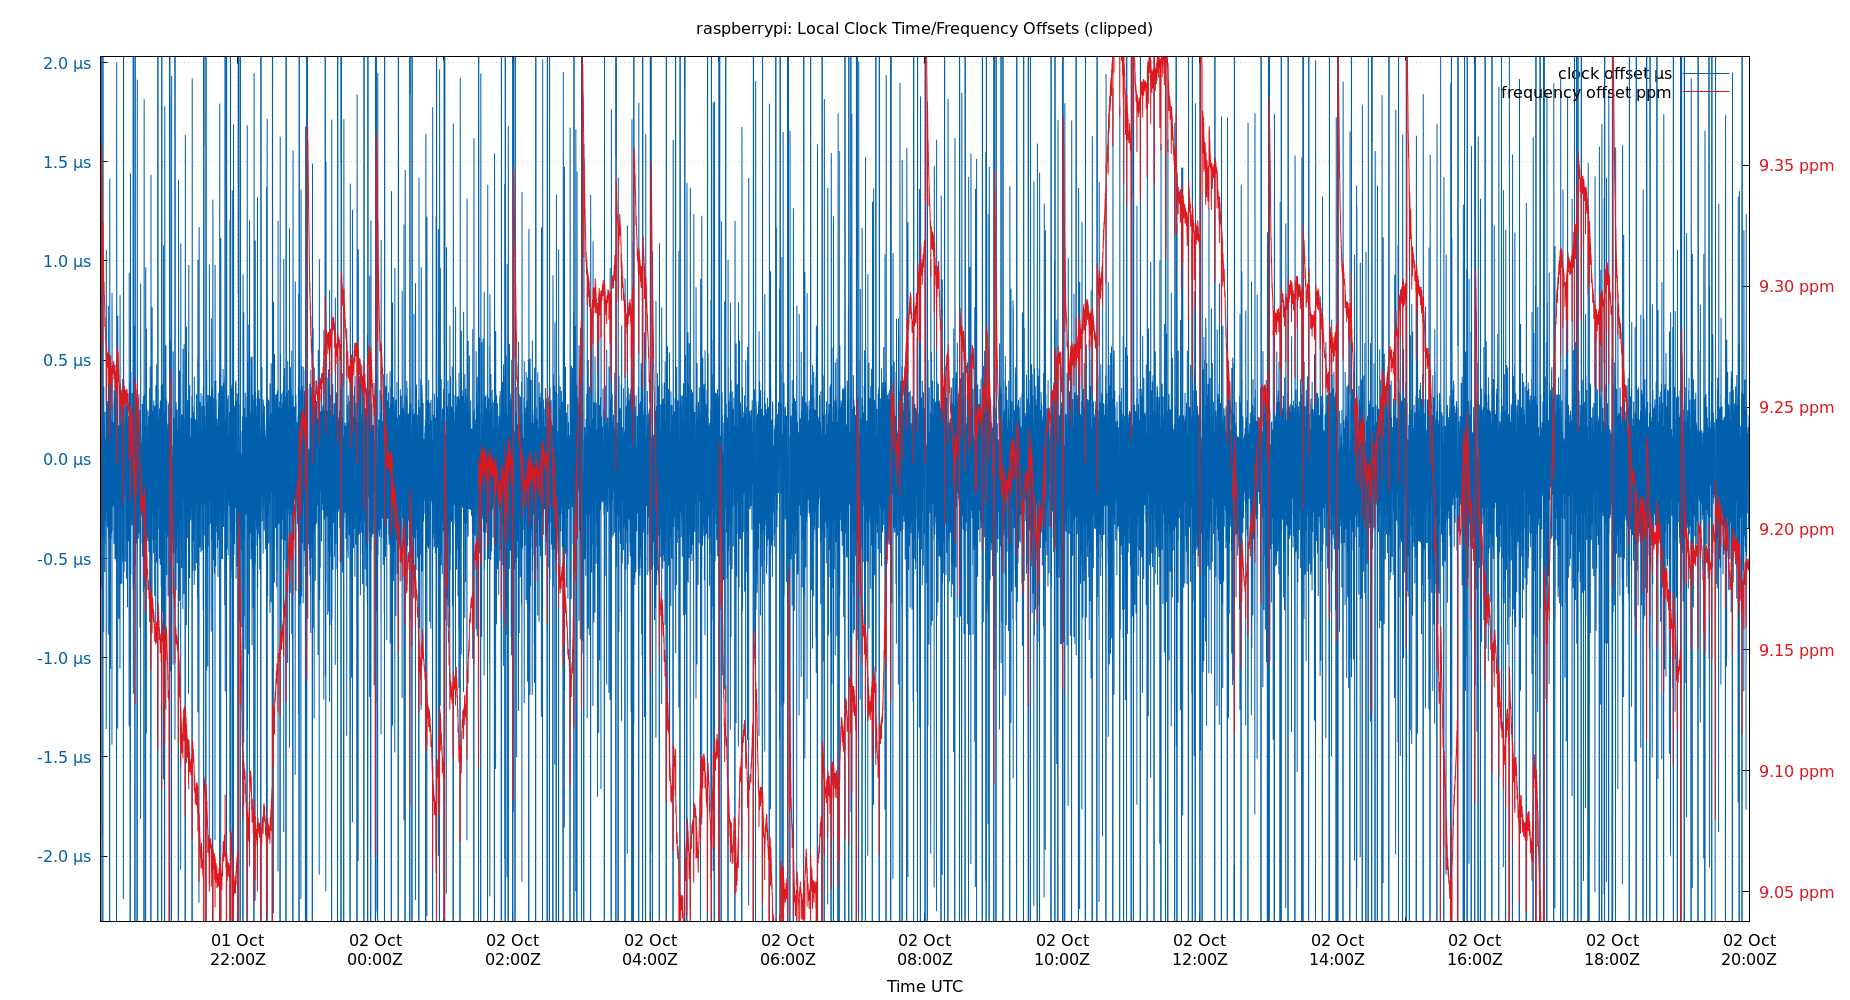 raspberrypi: Local Clock Time/Frequency Offsets (clipped)
clock offset µs
frequency offset ppm
2.0 µs
1.5 µs
1.0 µs
0.5 µs
0.0 µs
-0.5 µs
-1.0 µs
-1.5 µs
-2.0 µs
9.35 ppm
9.30 ppm
9.25 ppm
9.20 ppm
9.15 ppm
9.10 ppm
9.05 ppm
01 Oct 02 Oct 02 Oct 02 Oct 02 Oct 02 Oct 02 Oct 02 Oct 02 Oct 02 Oct 02 Oct 02 Oct
22:00Z 00:00Z 02:00Z 04:00Z 06:00Z 08:00Z 10:00Z 12:00Z 14:00Z 16:00Z 18:00Z 20:00Z
Time UTC